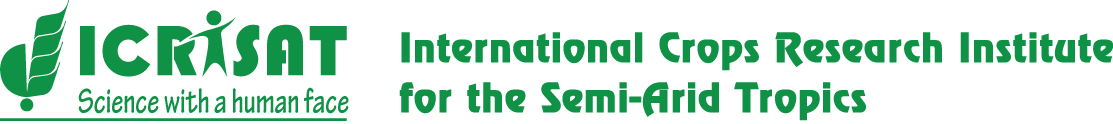 ICRISAT
Science with a human face
International Crops Research Institute
for the Semi-Arid Tropics